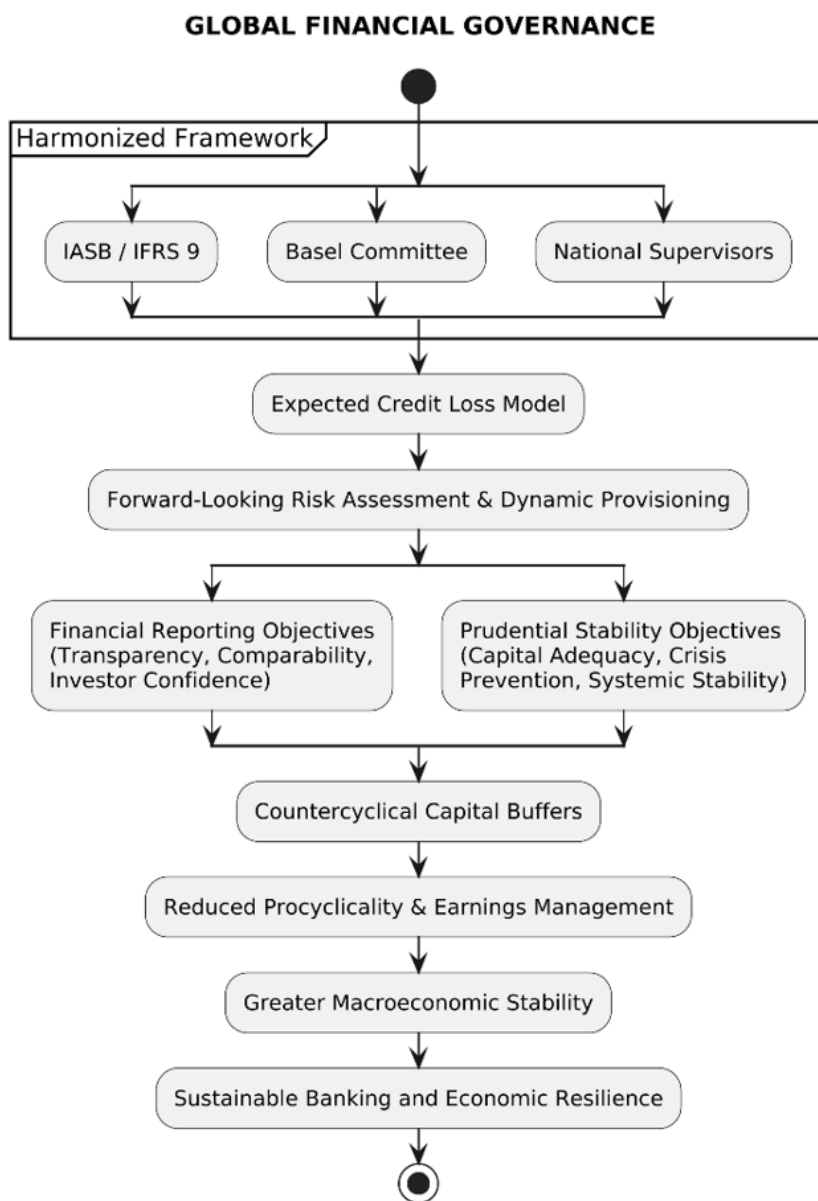 GLOBAL FINANCIAL GOVERNANCE
Harmonized Framework
IASB / IFRS 9
Basel Committee
National Supervisors
Expected Credit Loss Model
Forward-Looking Risk Assessment & Dynamic Provisioning
Financial Reporting Objectives
(Transparency, Comparability,
Investor Confidence)
Prudential Stability Objectives
(Capital Adequacy, Crisis
Prevention, Systemic Stability)
Countercyclical Capital Buffers
Reduced Procyclicality & Earnings Management
Greater Macroeconomic Stability
Sustainable Banking and Economic Resilience